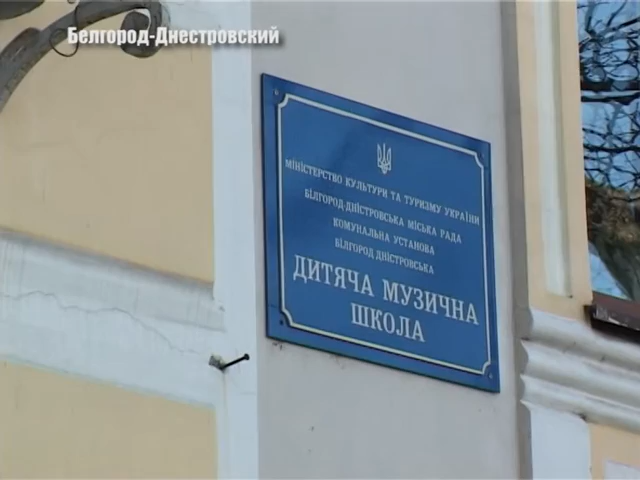 Белгород-Днестровский
МІНІСТЕРСТВО КУЛЬТУРИ ТА ТУРИЗМУ УКРАЇНИ
БІЛГОРОД-ДНІСТРОВСЬКА МІСЬКА РАДА
КОМУНАЛЬНА УСТАНОВА
БІЛГОРОД ДНІСТРОВСЬКА
ДИТЯЧА МУЗИЧНА
ШКОЛА